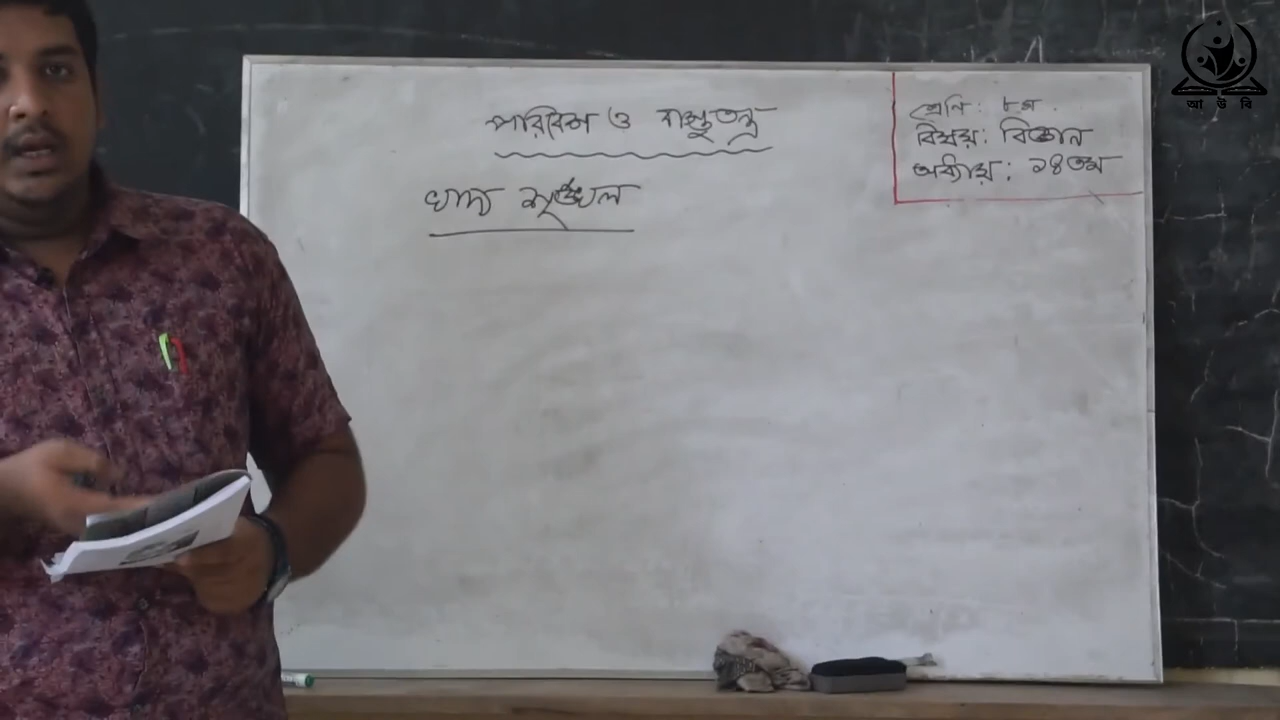 পরিবেশ ও বাস্তুতন্ত্র
খাদ্য শৃঙ্খল
শ্রেনি: ৮ম.
বিষয়: বিজ্ঞান
অধ্যায়: ১৪তম
আ উ বি